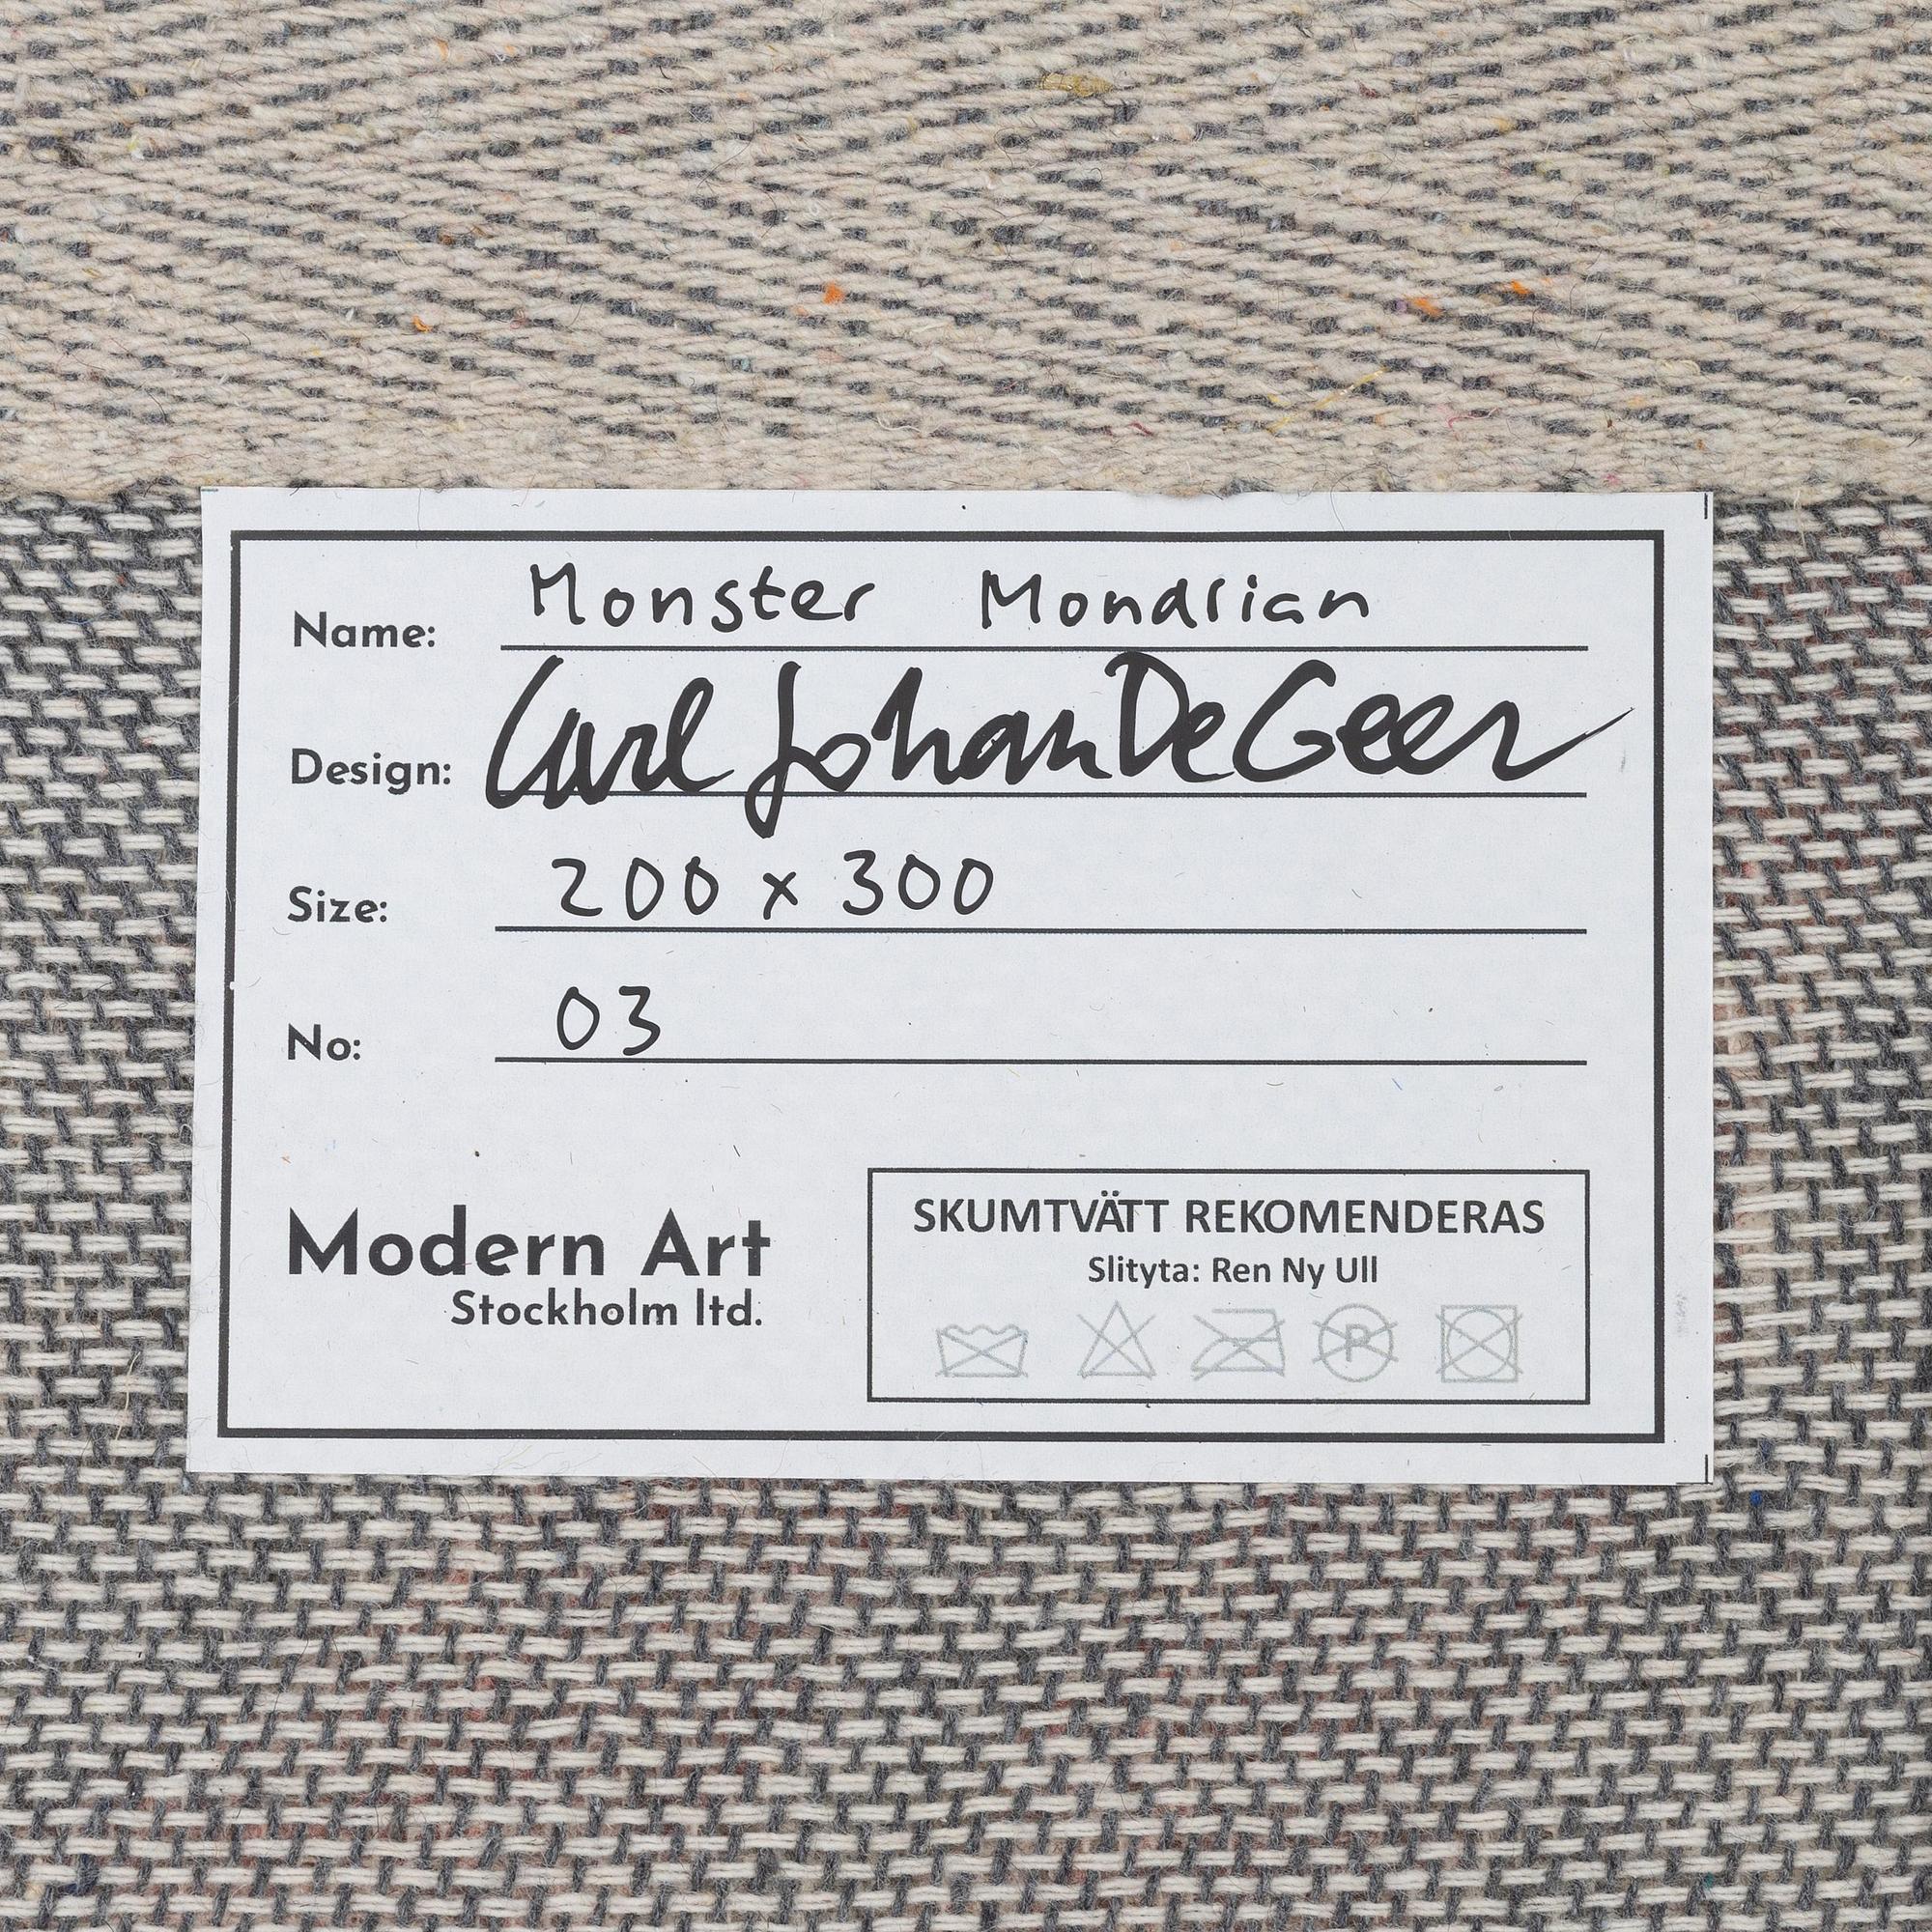 Name: Monster Mondrian
Design: Carl Johan De Geer
Size: 200 x 300
No: 03
Modern Art
Stockholm ltd.
SKUMTVÄTT REKOMENDERAS
Slityta: Ren Ny Ull
P